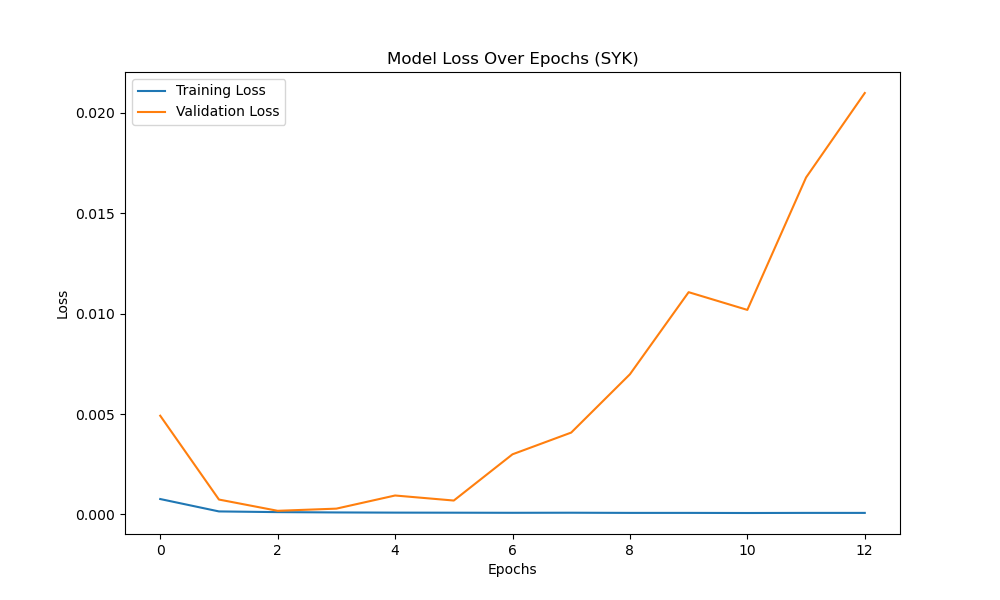 Model Loss Over Epochs (SYK)
Training Loss
Validation Loss
0.020
0.015
0.010
0.005
0.000
Loss
0 2 4 6 8 10 12
Epochs